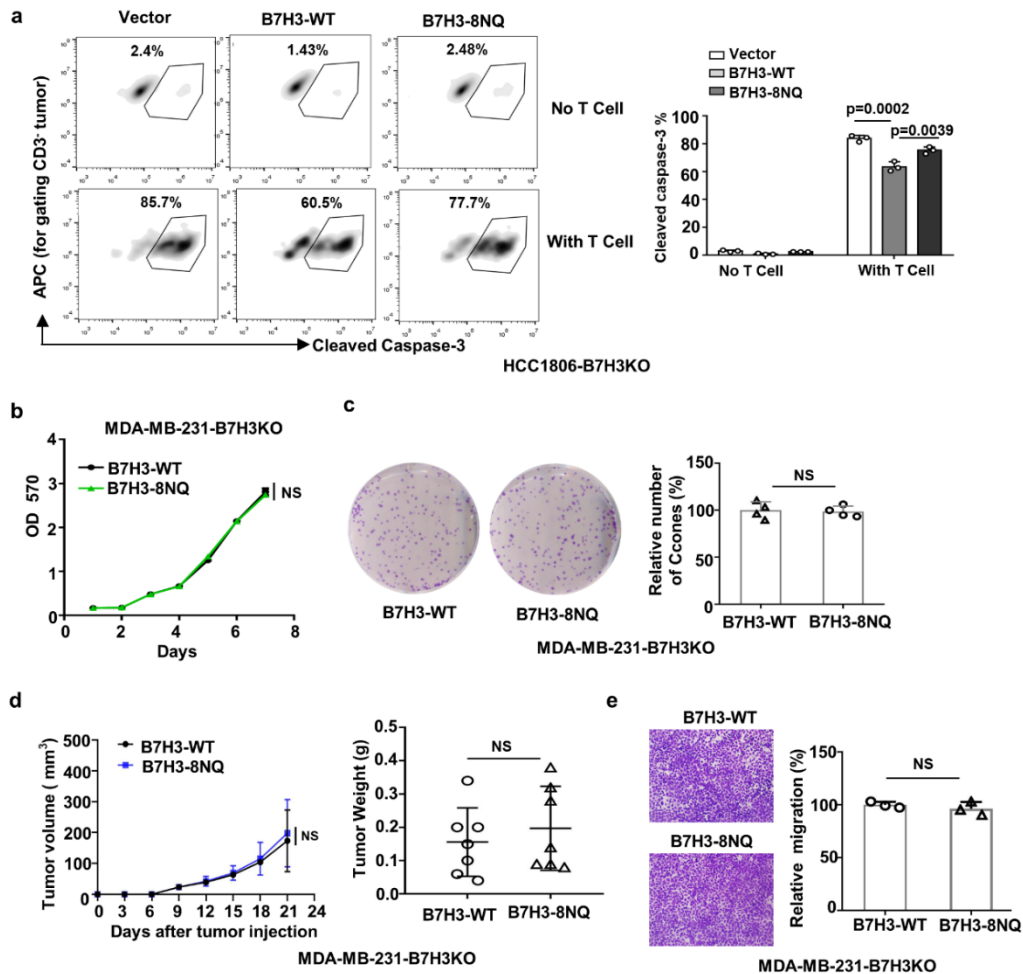 a
Vector
B7H3-WT
B7H3-8NQ
2.4%
1.43%
2.48%
No T Cell
85.7%
60.5%
77.7%
With T Cell
APC (for gating CD3- tumor)
Cleaved Caspase-3
HCC1806-B7H3KO
Vector
B7H3-WT
B7H3-8NQ
p=0.0002
p=0.0039
Cleaved caspase-3 %
100
80
60
40
20
0
No T Cell
With T Cell
b
MDA-MB-231-B7H3KO
B7H3-WT
B7H3-8NQ
NS
OD 570
4
3
2
1
0
0 2 4 6 8
Days
c
B7H3-WT
B7H3-8NQ
Relative number
of Ccones (%)
150
100
50
0
NS
B7H3-WT
B7H3-8NQ
MDA-MB-231-B7H3KO
d
B7H3-WT
B7H3-8NQ
NS
Tumor volume ( mm3)
500
400
300
200
100
0
0 3 6 9 12 15 18 21 24
Days after tumor injection
Tumor Weight (g)
0.5
0.4
0.3
0.2
0.1
0.0
NS
B7H3-WT
B7H3-8NQ
MDA-MB-231-B7H3KO
e
B7H3-WT
B7H3-8NQ
Relative migration (%)
150
100
50
0
NS
B7H3-WT
B7H3-8NQ
MDA-MB-231-B7H3KO